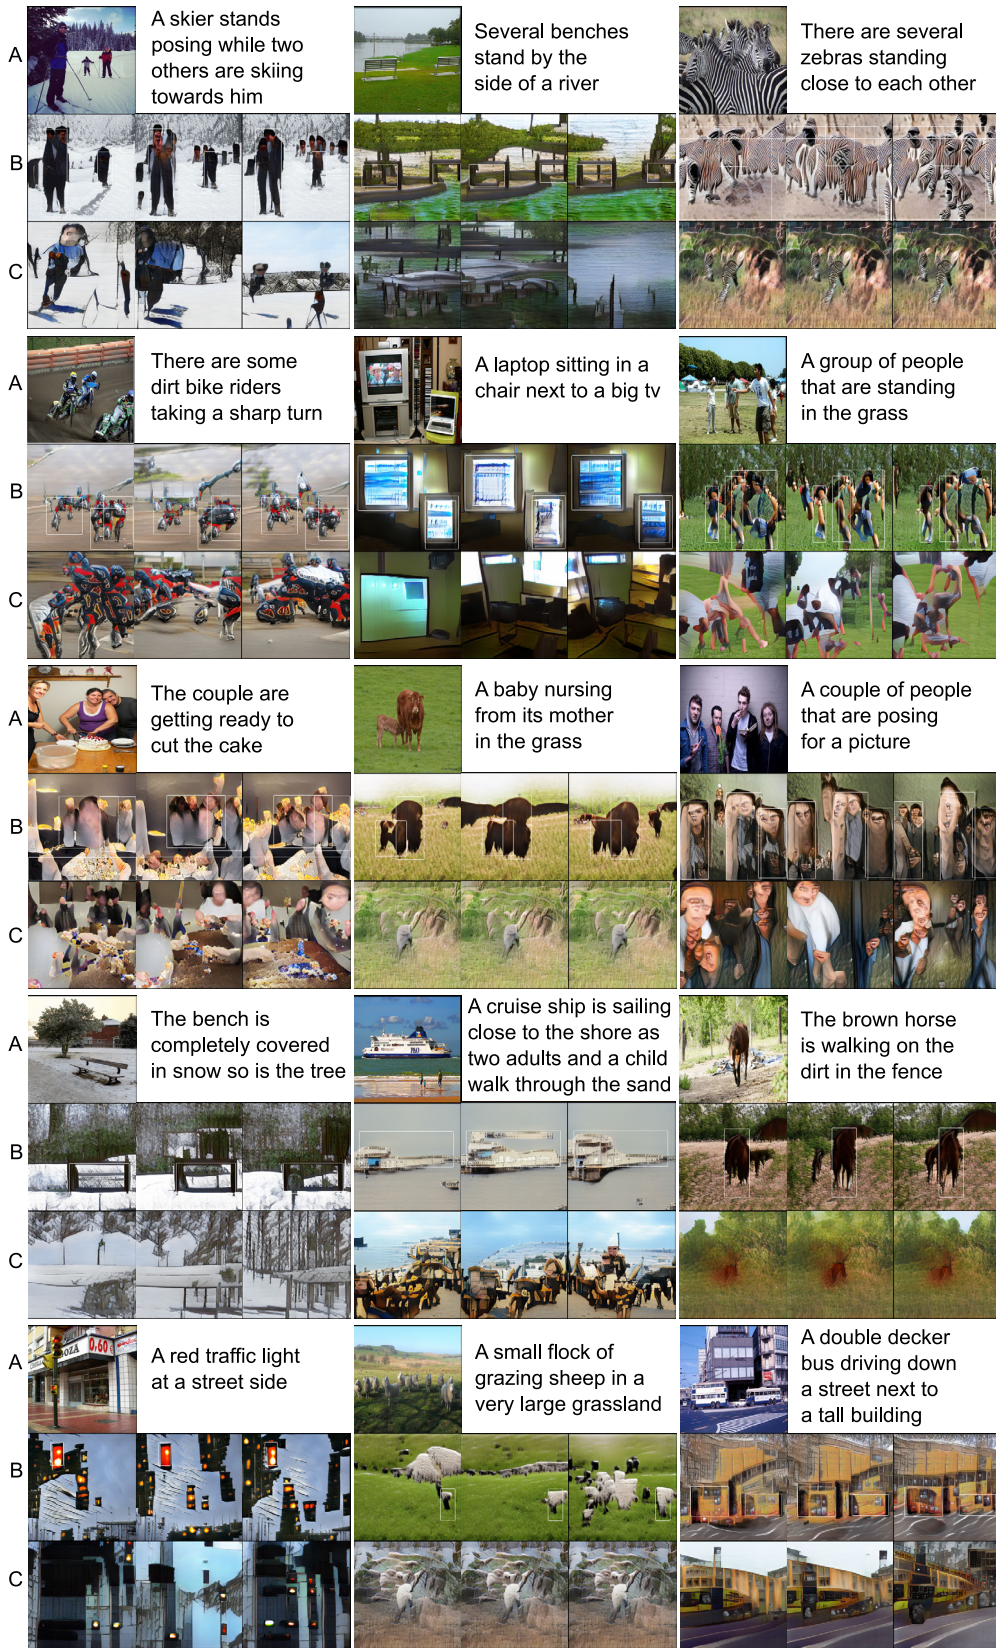 A
A skier stands
posing while two
others are skiing
towards him
Several benches
stand by the
side of a river
There are several
zebras standing
close to each other
B
C
A
There are some
dirt bike riders
taking a sharp turn
A laptop sitting in a
chair next to a big tv
A group of people
that are standing
in the grass
B
C
A
The couple are
getting ready to
cut the cake
A baby nursing
from its mother
in the grass
A couple of people
that are posing
for a picture
B
C
A
The bench is
completely covered
in snow so is the tree
P&O
A cruise ship is sailing
close to the shore as
two adults and a child
walk through the sand
The brown horse
is walking on the
dirt in the fence
B
C
A
0,60
A red traffic light
at a street side
A small flock of
grazing sheep in a
very large grassland
A double decker
bus driving down
a street next to
a tall building
B
C